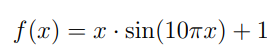 f(x) = x · sin(10πx) + 1